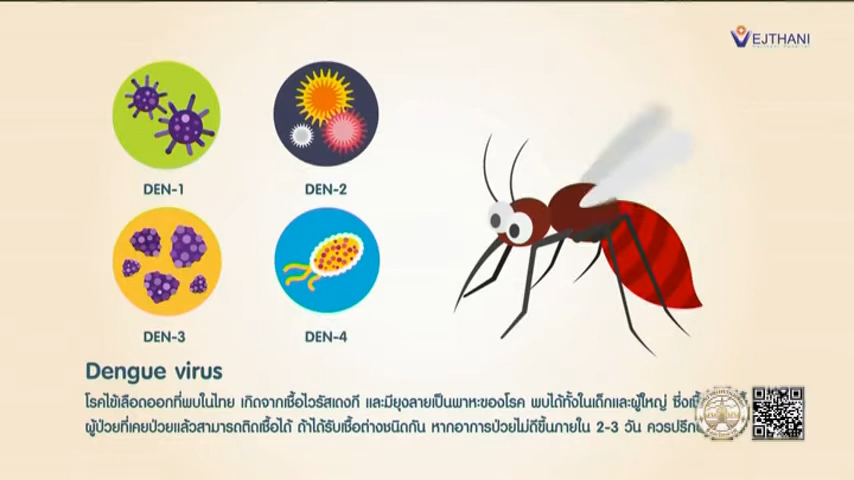 VEJTHANI
DEN-1
DEN-2
DEN-3
DEN-4
Dengue virus
โรคไข้เลือดออกที่พบในไทย เกิดจากเชื้อไวรัสเดงกี และมียุงลายเป็นพาหะของโรค พบได้ทั้งในเด็กและผู้ใหญ่ ซึ่ง
ผู้ป่วยที่เคยป่วยแล้วสามารถติดเชื้อได้ ถ้าได้รับเชื้อต่างชนิดกัน หากอาการป่วยไม่ดีขึ้นภายใน 2-3 วัน